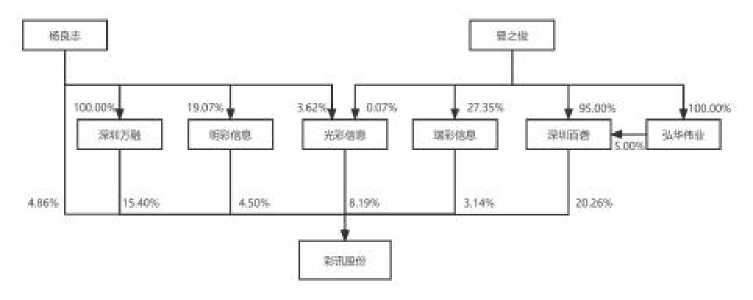 杨良志 曾之俊
100.00% 19.07% 3.62% 0.07% 27.35% 95.00% 100.00%
深圳万融 明彩信息 光彩信息 瑞彩信息 深圳百砻 弘华伟业
5.00%
4.86% 15.40% 4.50% 8.19% 3.14% 20.26%
彩讯股份